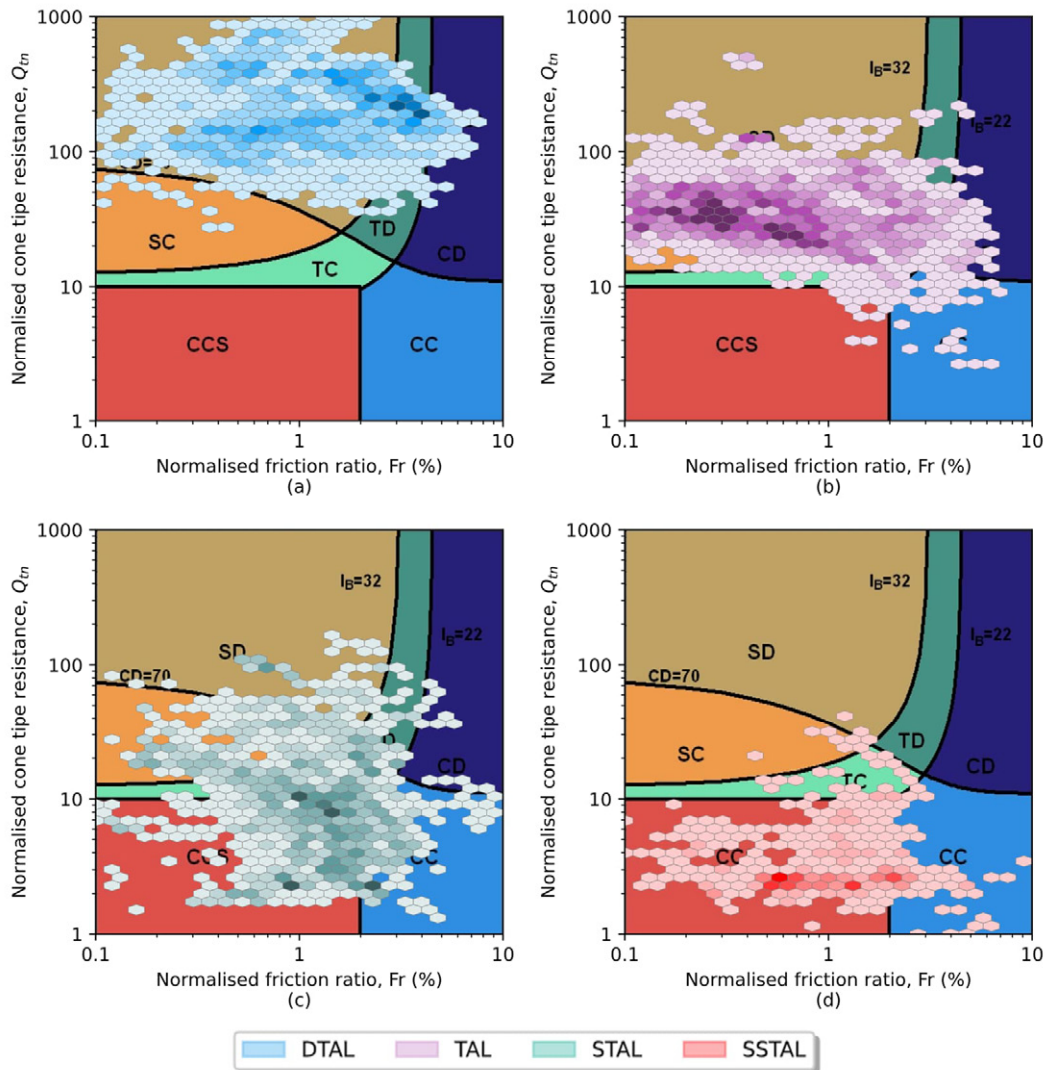 1000
100
10
1
Normalised cone tipe resistance, Qtn
SC
TC
TD
CD
CCS
CC
0.1
1
10
Normalised friction ratio, Fr (%)
(a)
1000
100
10
1
Normalised cone tipe resistance, Qtn
IB=32
SD
IB=22
CCS
0.1
1
10
Normalised friction ratio, Fr (%)
(b)
1000
100
10
1
Normalised cone tipe resistance, Qtn
IB=32
IB=22
SD
CD=70
CD
CCS
CC
0.1
1
10
Normalised friction ratio, Fr (%)
(c)
1000
100
10
1
Normalised cone tipe resistance, Qtn
IB=32
IB=22
SD
CD=70
SC
TD
CD
TC
CC
0.1
1
10
Normalised friction ratio, Fr (%)
(d)
DTAL TAL STAL SSTAL